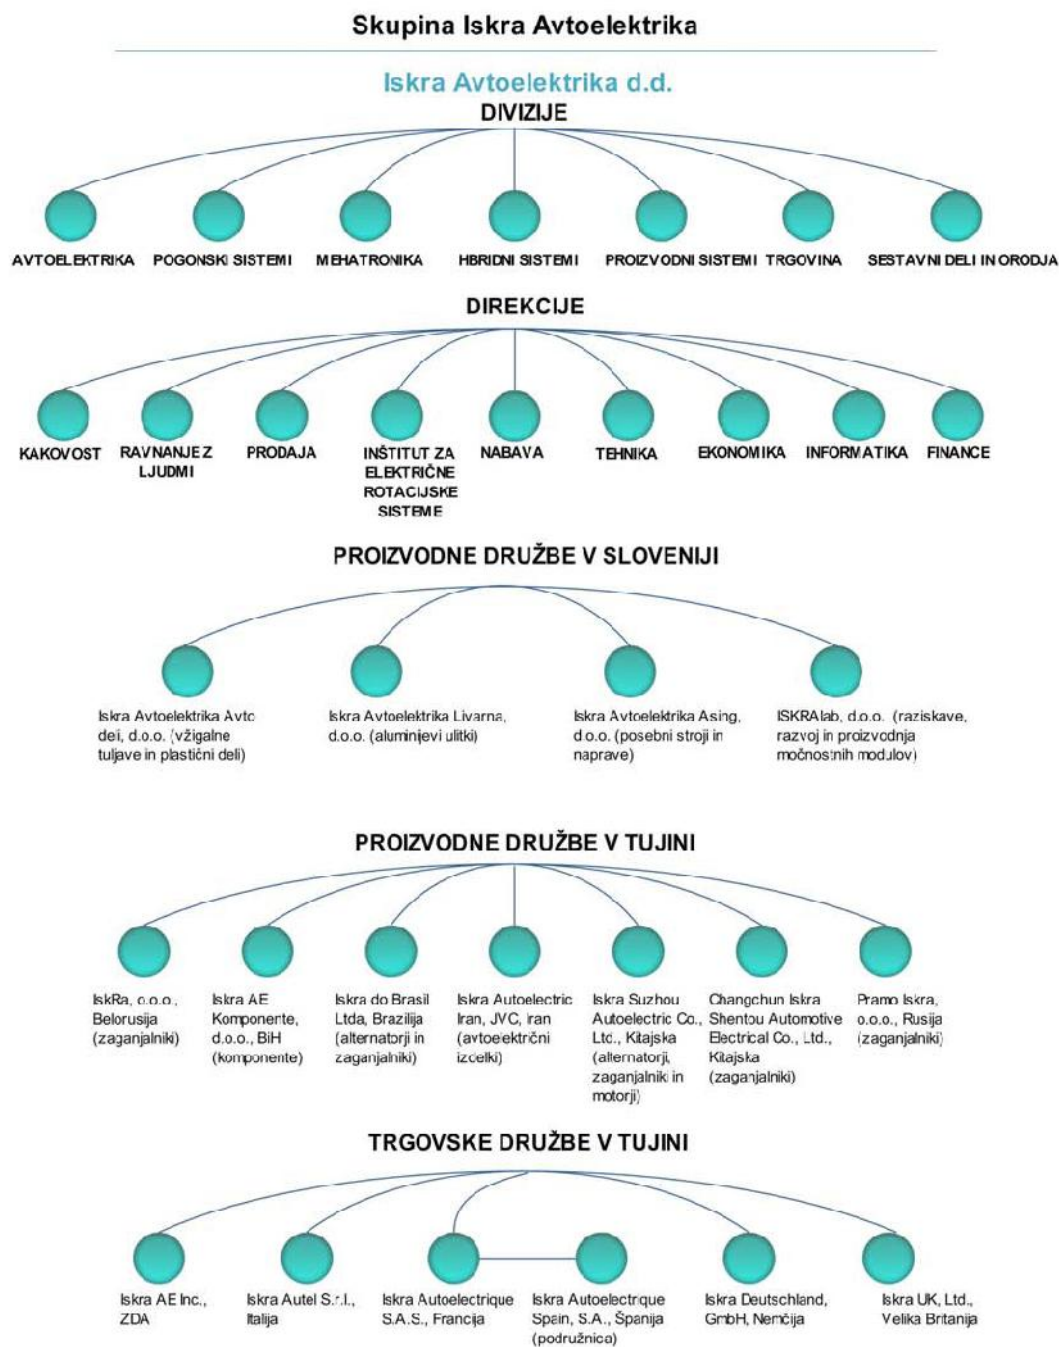 Skupina Iskra Avtoelektrika
Iskra Avtoelektrika d.d.
DIVIZIJE
AVTOELEKTRIKA
POGONSKI SISTEMI
MEHATRONIKA
HBRIDNI SISTEMI
PROIZVODNI SISTEMI
TRGOVINA
SESTAVNI DELI IN ORODJA
DIREKCIJE
KAKOVOST
RAVNANJE Z
LJUDMI
PRODAJA
INŠTITUT ZA
ELEKTRIČNE
ROTACIJSKE
SISTEME
NABAVA
TEHNIKA
EKONOMIKA
INFORMATIKA
FINANCE
PROIZVODNE DRUŽBE V SLOVENIJI
Iskra Avtoelektrika Avto
deli, d.o.o. (vžigalne
tuljave in plastični deli)
Iskra Avtoelektrika Livarna,
d.o.o. (aluminijevi ulitki)
Iskra Avtoelektrika Asing,
d.o.o. (posebni stroji in
naprave)
ISKRAlab, d.o.o. (raziskave,
razvoj in proizvodnja
močnostnih modulov)
PROIZVODNE DRUŽBE V TUJINI
IskRa, o.o.o.,
Belorusija
(zaganjalniki)
Iskra AE
Komponente,
d.o.o., BiH
(komponente)
Iskra do Brasil
Ltda, Brazilija
(alternatorji in
zaganjalniki)
Iskra Autoelectric
Iran, JVC, Iran
(avtoelektrični
izdelki)
Iskra Suzhou
Autoelectric Co.,
Ltd., Kitajska
(alternatorji,
zaganjalniki in
motorji)
Changchun Iskra
Shentou Automotive
Electrical Co., Ltd.,
Kitajska
(zaganjalniki)
Pramo Iskra,
o.o.o., Rusija
(zaganjalniki)
TRGOVSKE DRUŽBE V TUJINI
Iskra AE Inc.,
ZDA
Iskra Autel S.r.l.,
Italija
Iskra Autoelectrique
S.A.S., Francija
Iskra Autoelectrique
Spain, S.A., Španija
(podružnica)
Iskra Deutschland,
GmbH, Nemčija
Iskra UK, Ltd.,
Velika Britanija